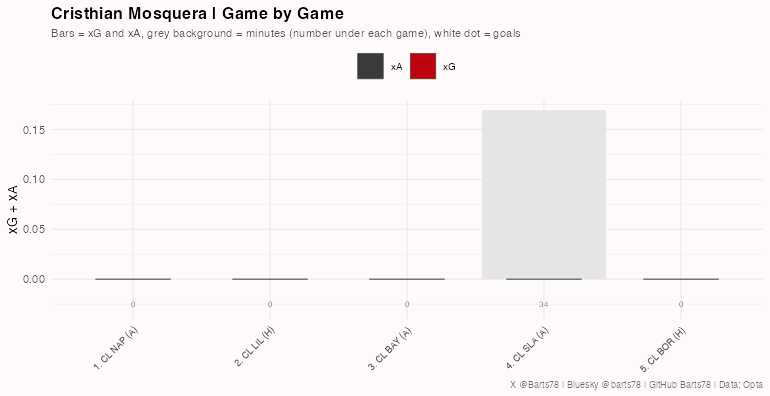 Cristhian Mosquera | Game by Game
Bars = xG and xA, grey background = minutes (number under each game), white dot = goals
xA xG
xG + xA
0.15
0.10
0.05
0.00
0 0 0 34 0
1. CL NAP (A)
2. CL LIL (H)
3. CL BAY (A)
4. CL SLA (A)
5. CL BOR (H)
X @Barts78 | Bluesky @barts78 | GitHub Barts78 | Data: Opta